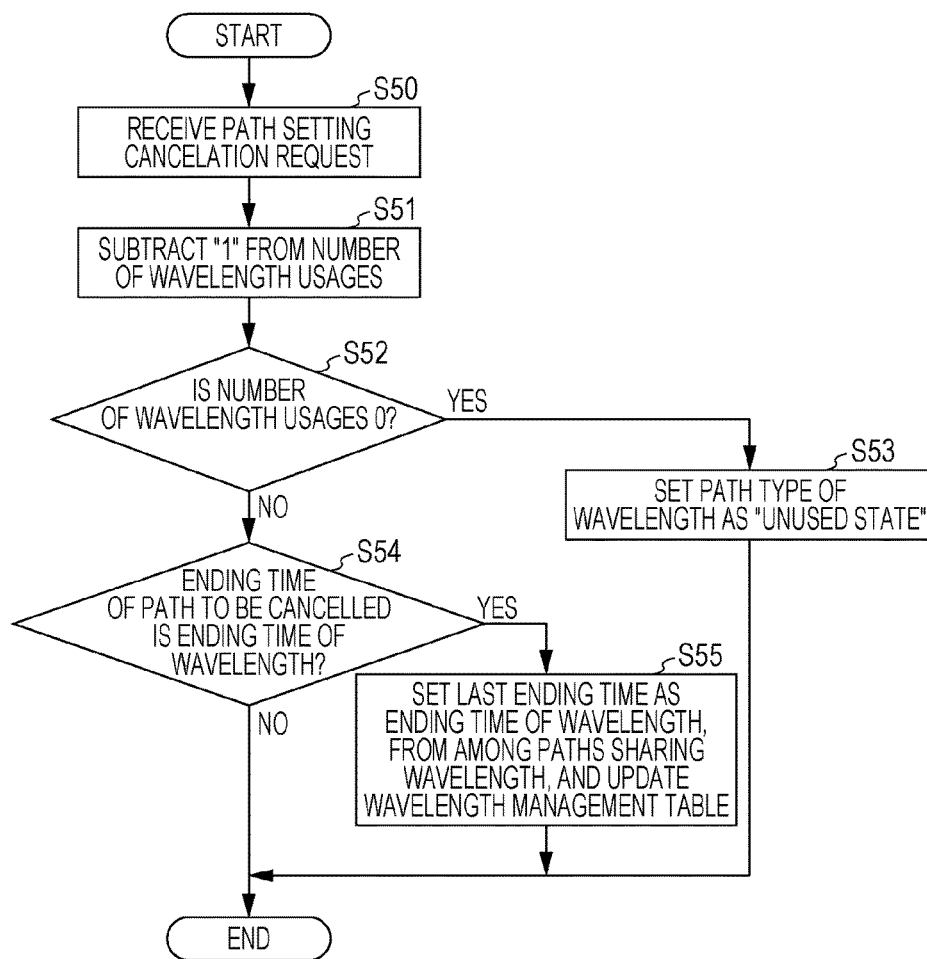 START
S50
RECEIVE PATH SETTING
CANCELATION REQUEST
S51
SUBTRACT "1" FROM NUMBER
OF WAVELENGTH USAGES
S52
IS NUMBER
OF WAVELENGTH USAGES 0?
YES
NO
S53
SET PATH TYPE OF
WAVELENGTH AS "UNUSED STATE"
S54
ENDING TIME
OF PATH TO BE CANCELLED
IS ENDING TIME OF
WAVELENGTH?
YES
NO
S55
SET LAST ENDING TIME AS
ENDING TIME OF WAVELENGTH,
FROM AMONG PATHS SHARING
WAVELENGTH, AND UPDATE
WAVELENGTH MANAGEMENT TABLE
END